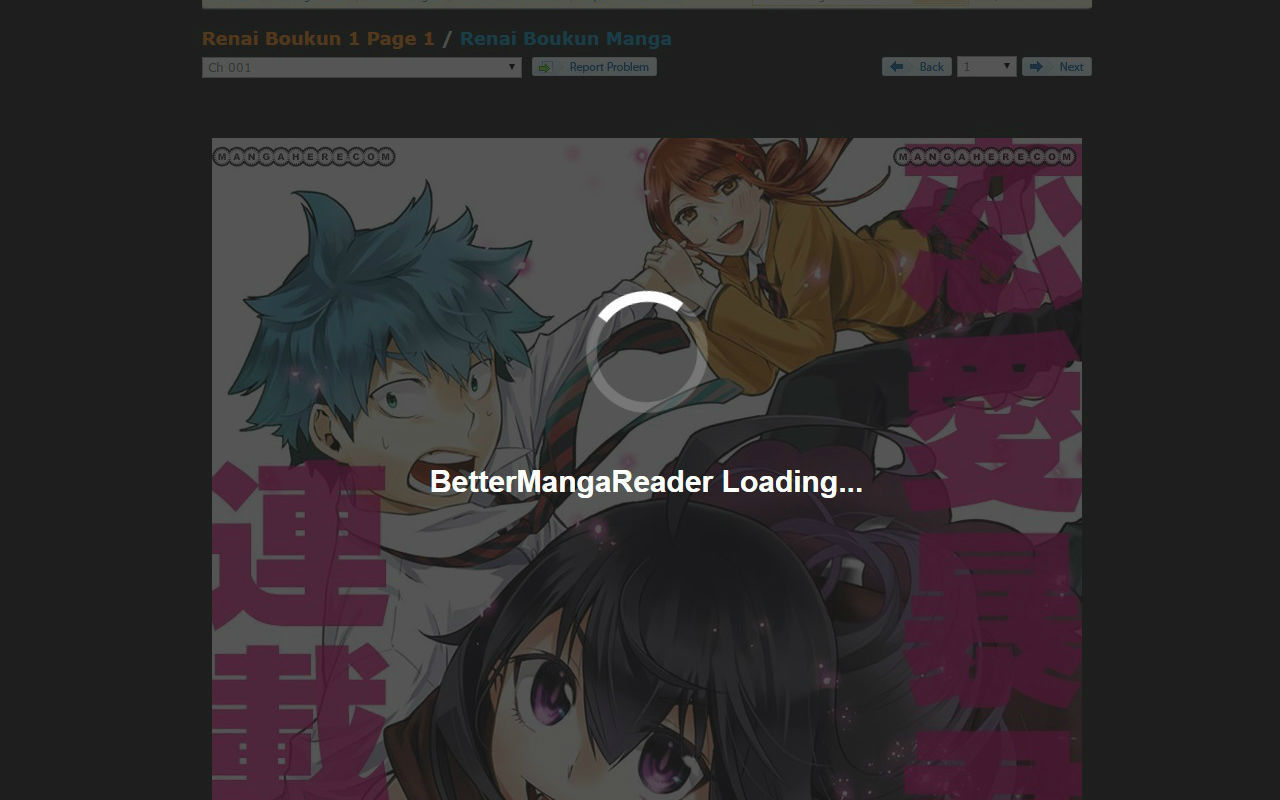 Renai Boukun 1 Page 1 / Renai Boukun Manga
Ch 001
Report Problem
Back
1
Next
MANGAHERE.COM
MANGAHERE.COM
恋愛暴
連載
BetterMangaReader Loading...